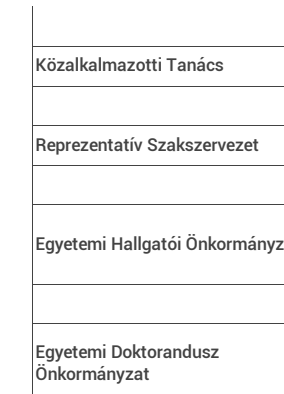 Közalkalmazotti Tanács
Reprezentatív Szakszervezet
Egyetemi Hallgatói Önkormányz
Egyetemi Doktorandusz
Önkormányzat